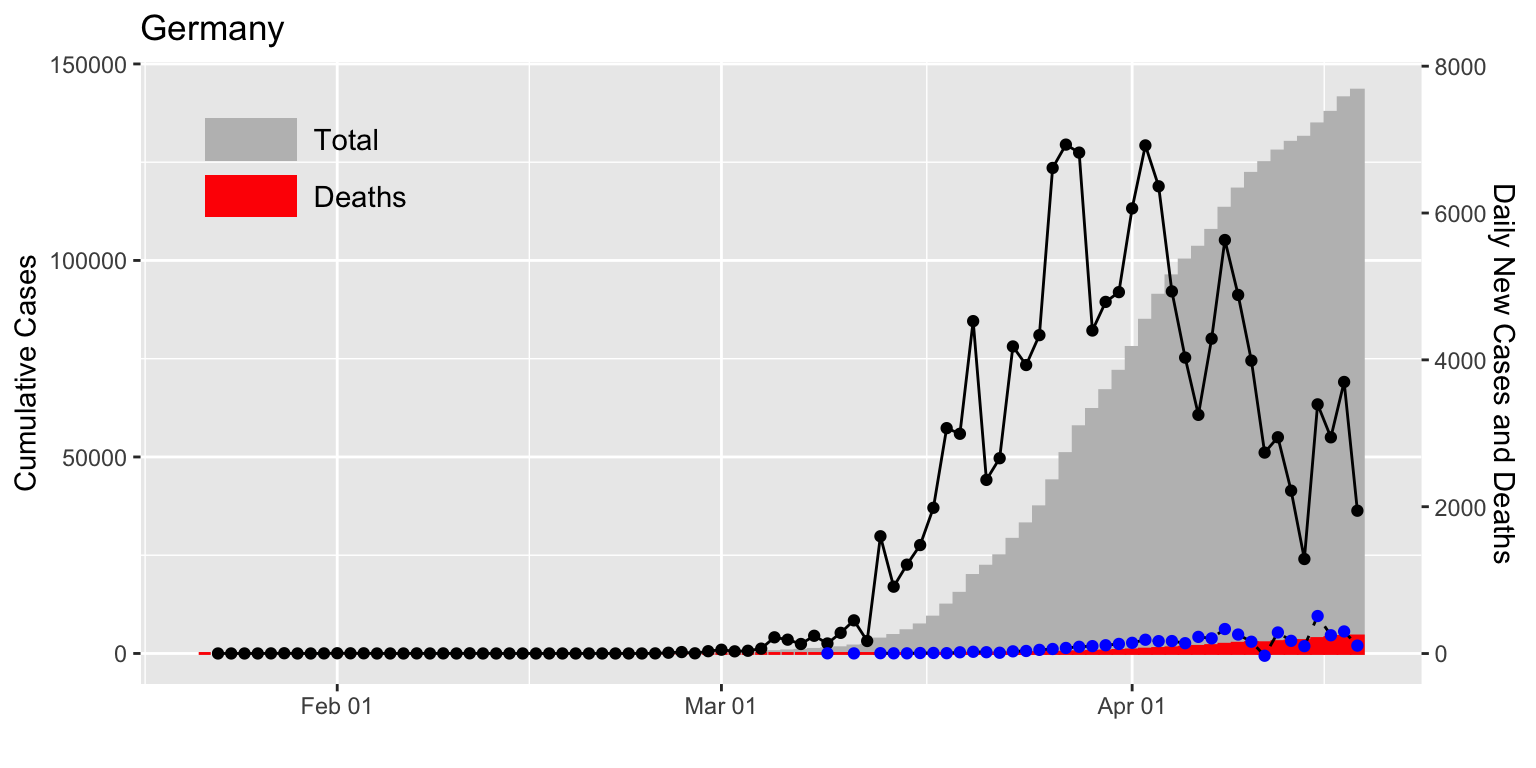 Germany
150000
100000
50000
0
Cumulative Cases
Total
Deaths
8000
6000
4000
2000
0
Daily New Cases and Deaths
Feb 01
Mar 01
Apr 01